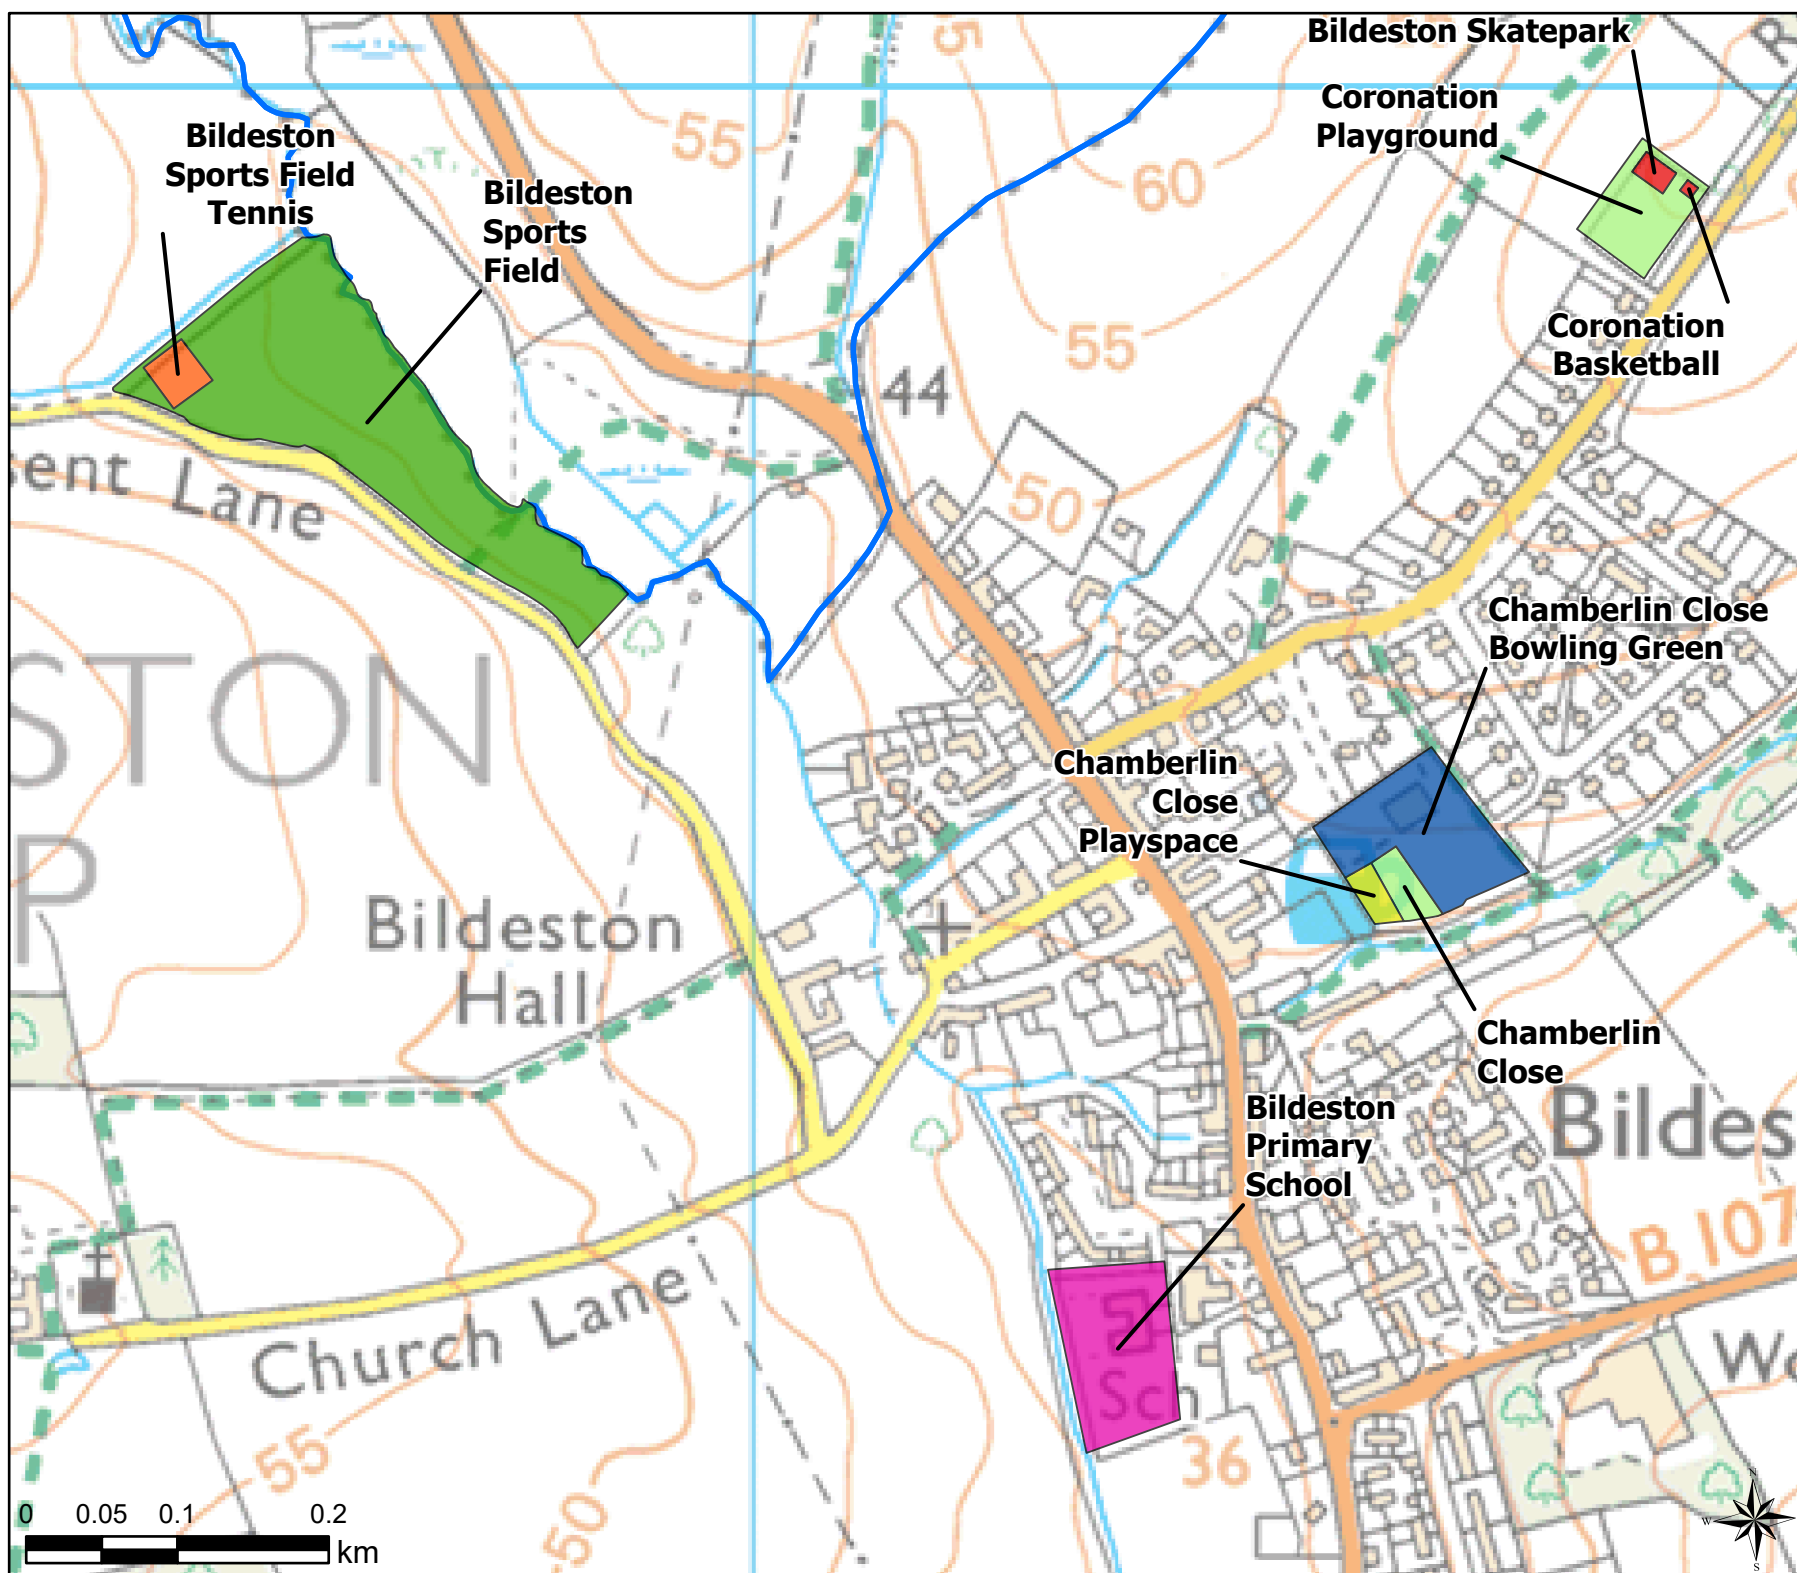 Bildeston Skatepark
Coronation
Playground
Bildeston
Sports Field
Tennis
Bildeston
Sports
Field
Coronation
Basketball
Chamberlin Close
Bowling Green
Chamberlin
Close
Playspace
Chamberlin
Close
Bildeston
Primary
School
55
60
55
44
50
sent Lane
STON
P
Bildeston
Hall
Bildes
B 107
Church Lane
Sch
36
55
50
Wo
R
0 0.05 0.1 0.2
km
N
W
S